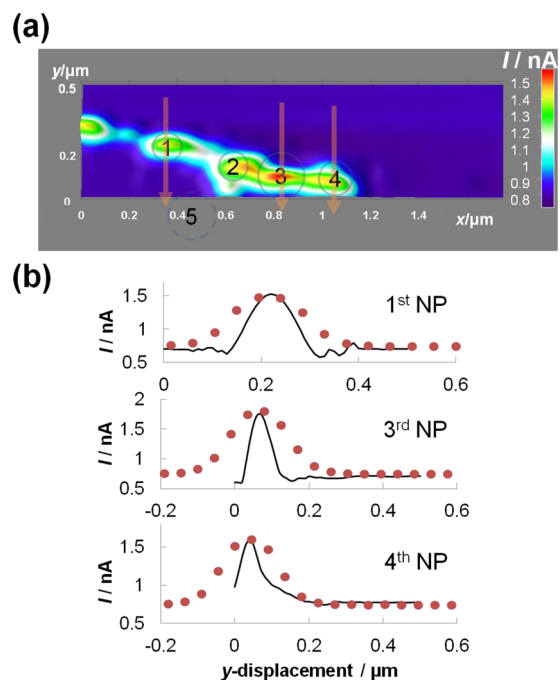 (a)
y/µm
I / nA
0.5
0.2
0
1.5
1.4
1.3
1.2
1.1
1.0
0.9
0.8
1
2
3
4
5
0 0.2 0.4 0.6 0.8 1.0 1.2 1.4
x/µm
(b)
1.5
1
0.5
I / nA
1st NP
0 0.2 0.4 0.6
2
1.5
1
0.5
I / nA
3rd NP
-0.2 0 0.2 0.4 0.6
1.5
1
0.5
I / nA
4th NP
-0.2 0 0.2 0.4 0.6
y-displacement / µm